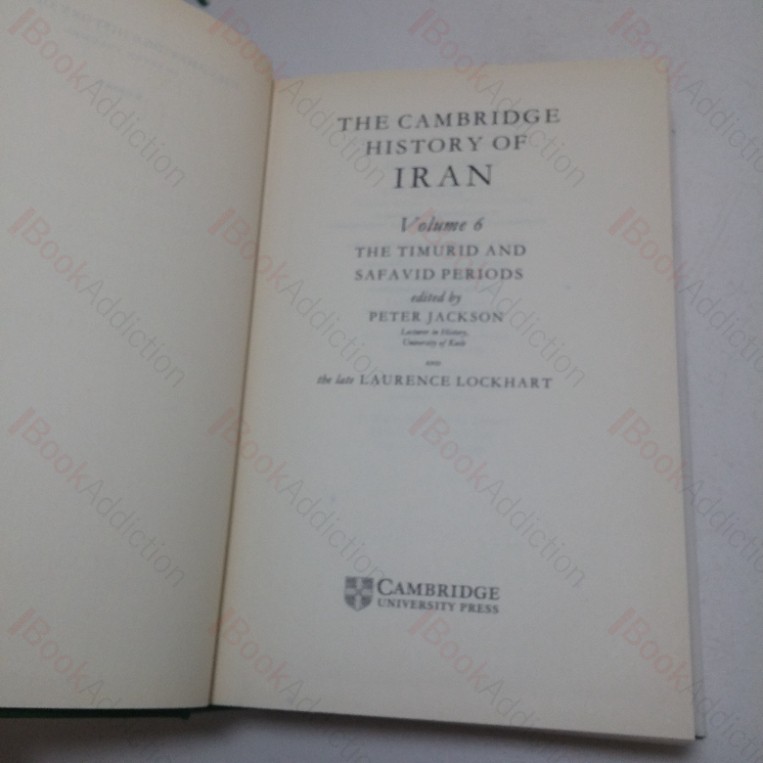 THE CAMBRIDGE
HISTORY OF
IRAN
Volume 6
THE TIMURID AND
SAFAVID PERIODS
edited by
PETER JACKSON
Lecturer in History,
University of Keele
and
the late LAURENCE LOCKHART
CAMBRIDGE
UNIVERSITY PRESS
BookAddiction